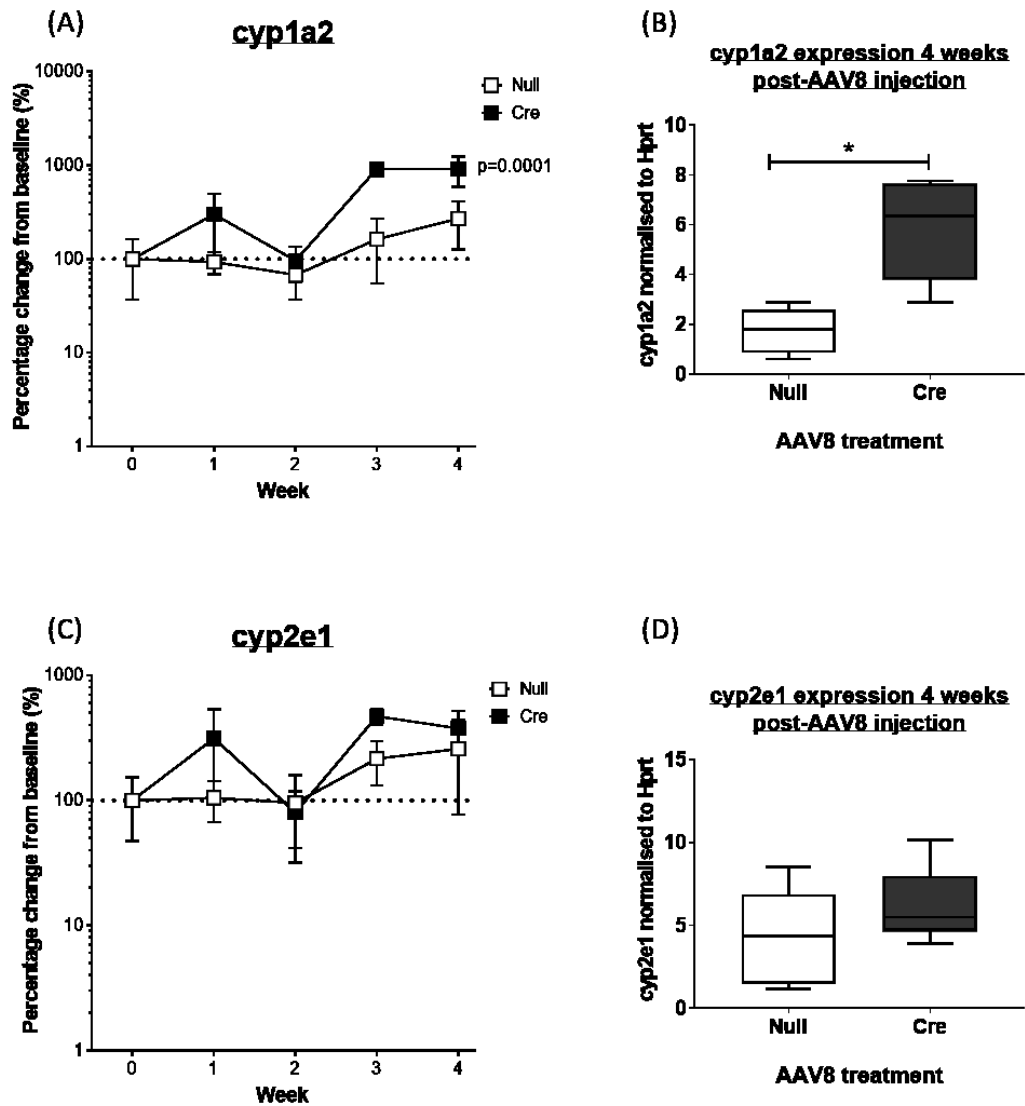 (A)
cyp1a2
Percentage change from baseline (%)
10000
1000
100
10
1
0
1
2
3
4
Week
Null
Cre
p=0.0001
(B)
cyp1a2 expression 4 weeks
post-AAV8 injection
cyp1a2 normalised to Hprt
10
8
6
4
2
0
*
Null
Cre
AAV8 treatment
(C)
cyp2e1
Percentage change from baseline (%)
1000
100
10
1
0
1
2
3
4
Week
Null
Cre
(D)
cyp2e1 expression 4 weeks
post-AAV8 injection
cyp2e1 normalised to Hprt
15
10
5
0
Null
Cre
AAV8 treatment